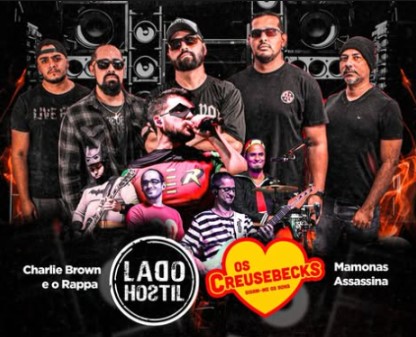 Charlie Brown
e o Rappa
LADO
HOSTIL
OS
CREUSEBECKS
Mamonas
Assassina